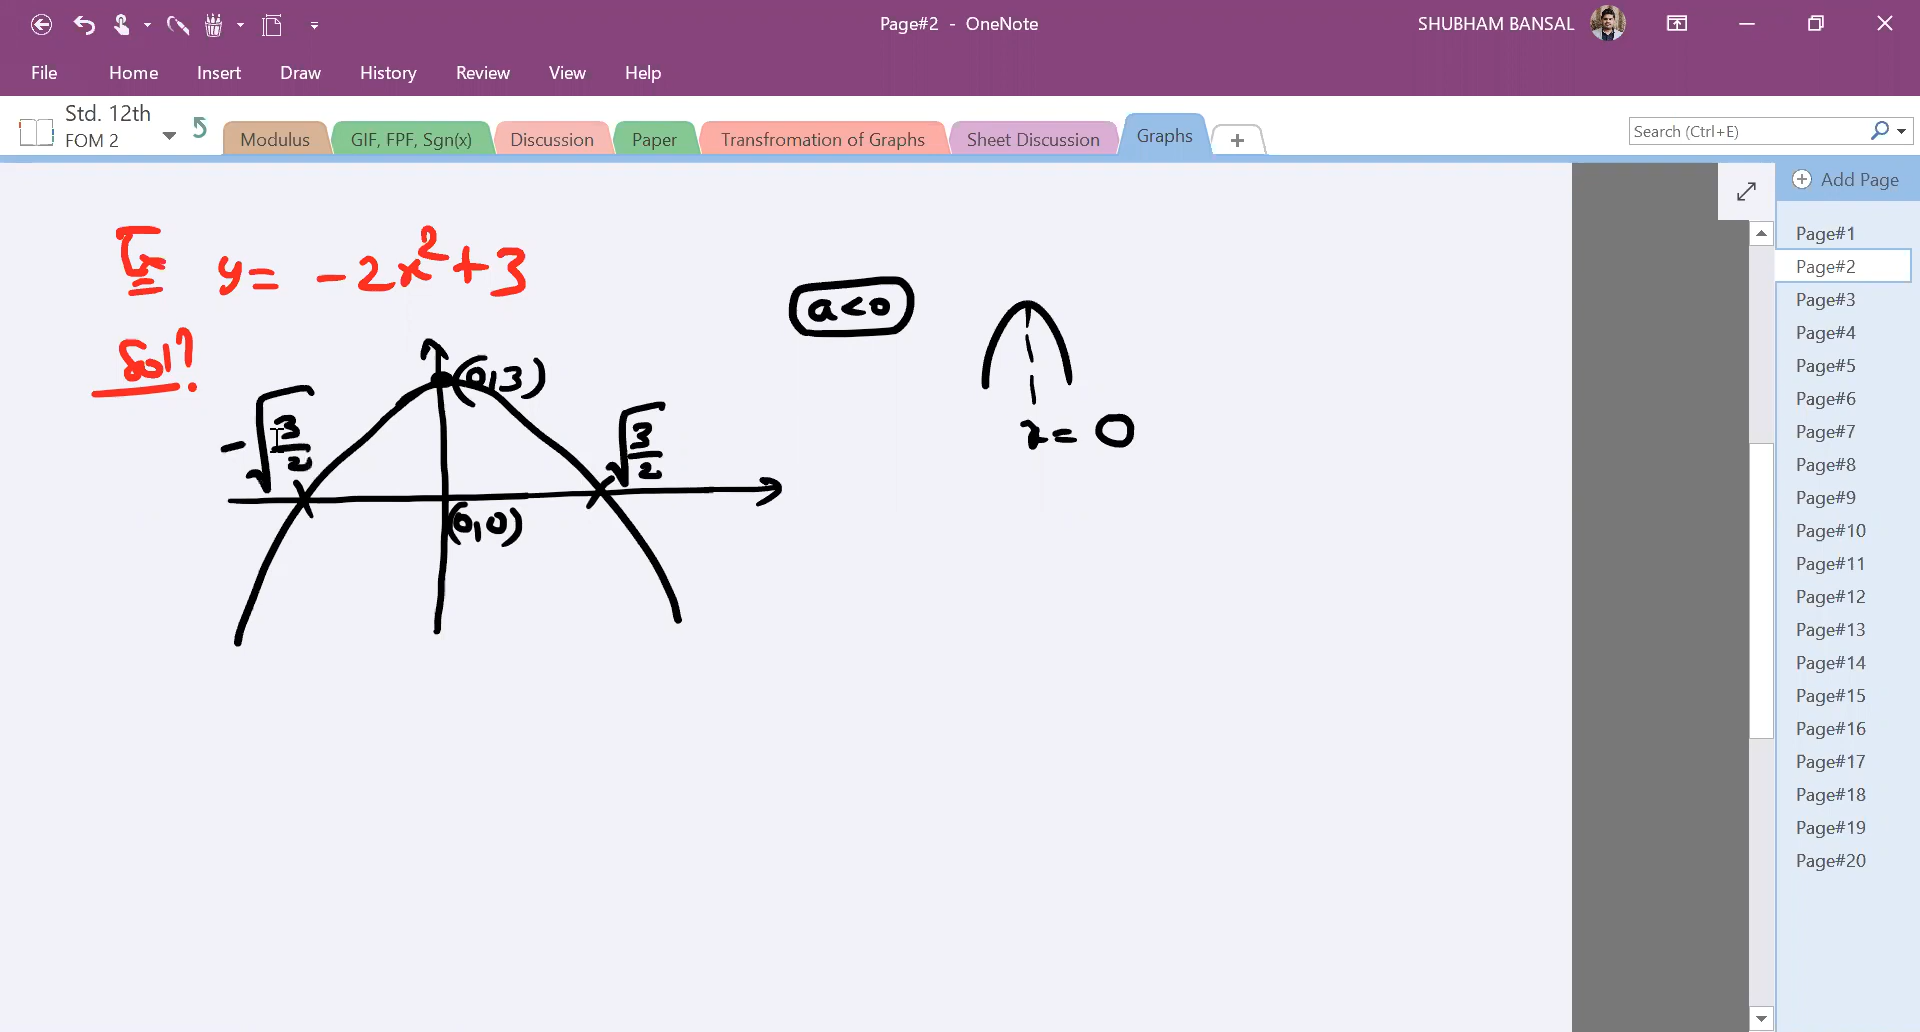 Page#2 - OneNote
SHUBHAM BANSAL
File Home Insert Draw History Review View Help
Std. 12th
FOM 2
Modulus
GIF, FPF, Sgn(x)
Discussion
Paper
Transfromation of Graphs
Sheet Discussion
Graphs
Search (Ctrl+E)
Add Page
Ex y = -2x²+3
Sol?
a<0
(0,3)
-√(3/2)
√(3/2)
(0,0)
x = 0
Page#1
Page#2
Page#3
Page#4
Page#5
Page#6
Page#7
Page#8
Page#9
Page#10
Page#11
Page#12
Page#13
Page#14
Page#15
Page#16
Page#17
Page#18
Page#19
Page#20